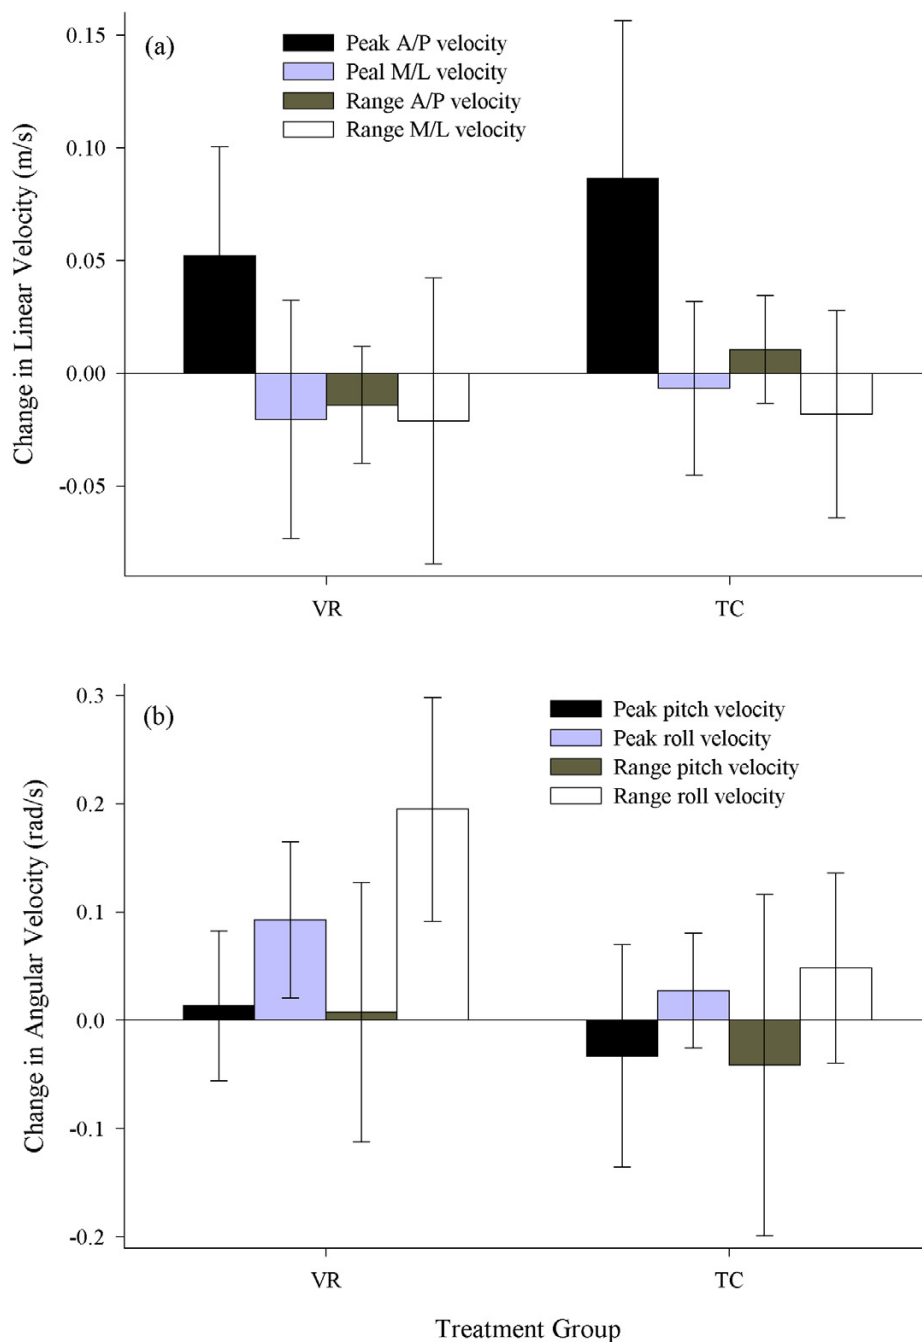 (a)
Peak A/P velocity
Peal M/L velocity
Range A/P velocity
Range M/L velocity
Change in Linear Velocity (m/s)
0.15
0.10
0.05
0.00
-0.05
VR
TC
(b)
Peak pitch velocity
Peak roll velocity
Range pitch velocity
Range roll velocity
Change in Angular Velocity (rad/s)
0.3
0.2
0.1
0.0
-0.1
-0.2
VR
TC
Treatment Group